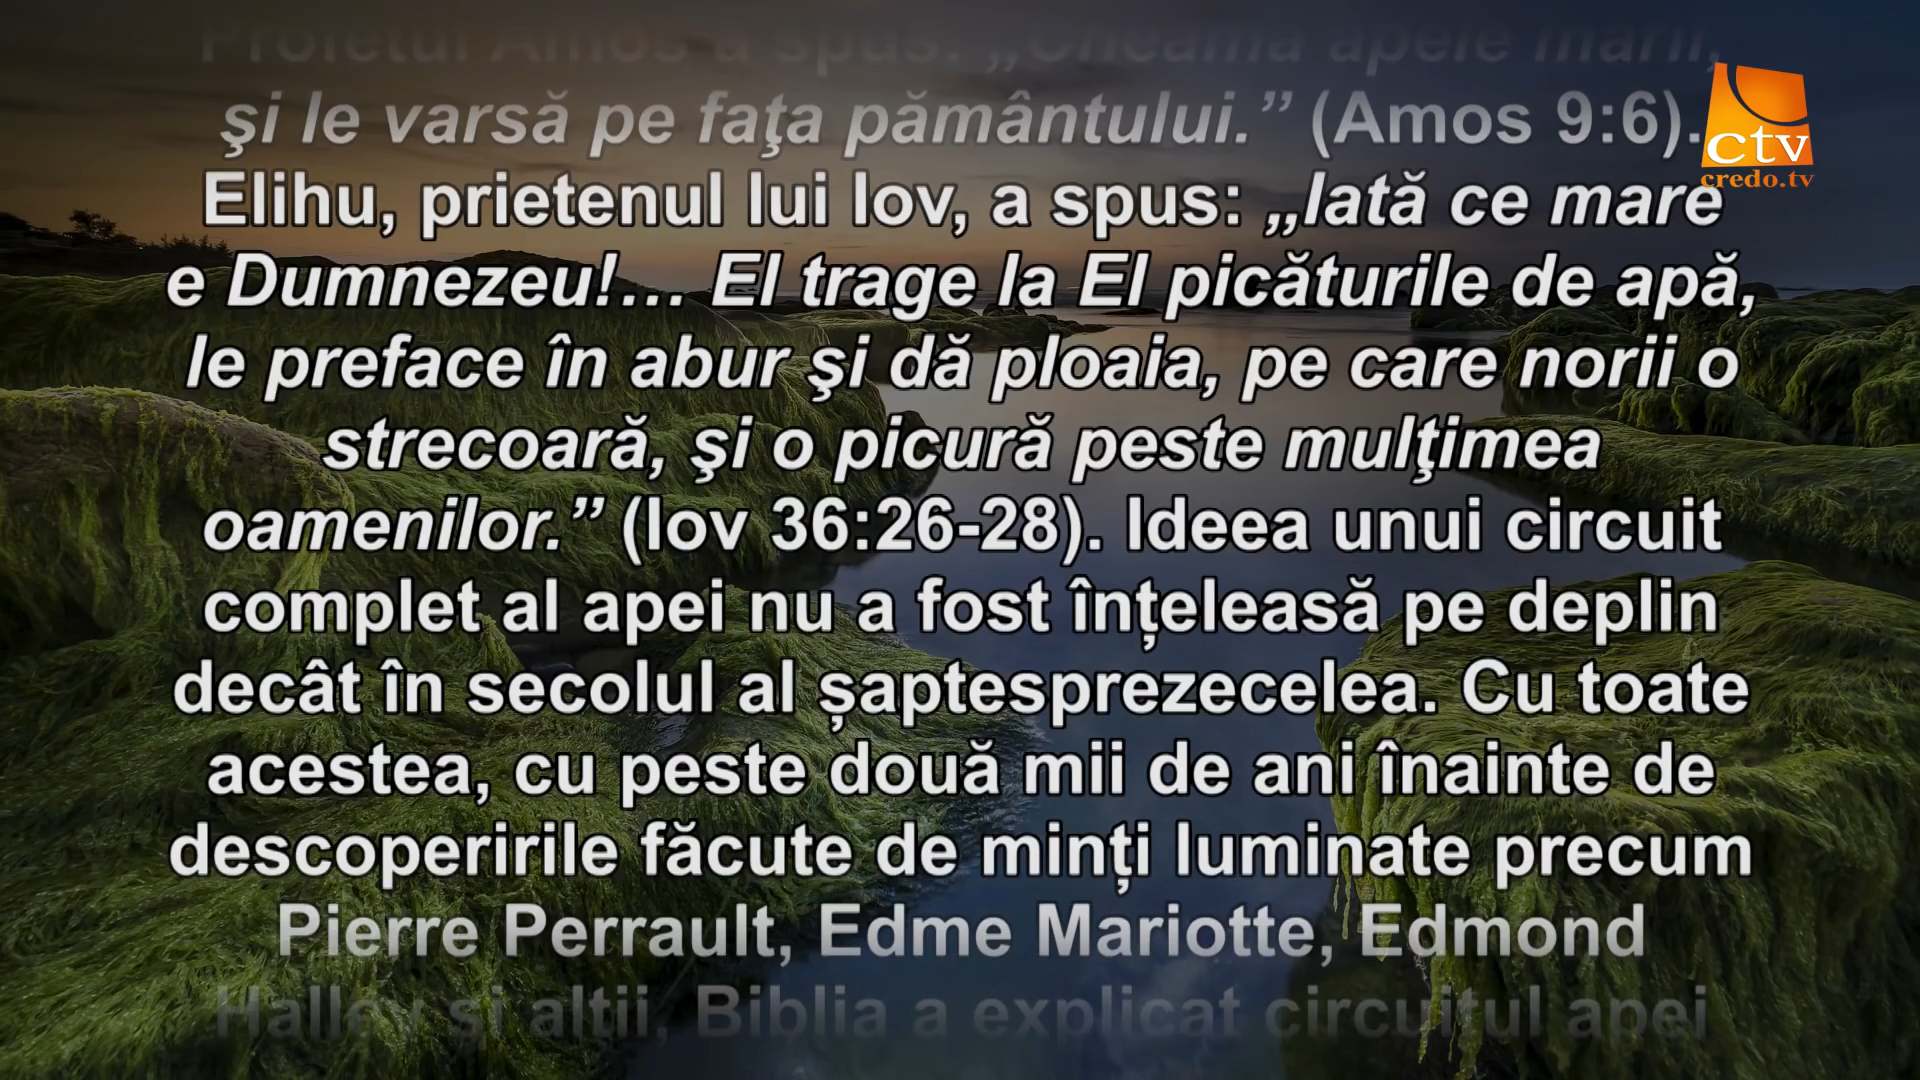 Profetul Amos a spus: „Cheamă apele mării,
şi le varsă pe faţa pământului.” (Amos 9:6).
ctv
credo.tv
Elihu, prietenul lui Iov, a spus: „Iată ce mare
e Dumnezeu!… El trage la El picăturile de apă,
le preface în abur şi dă ploaia, pe care norii o
strecoară, şi o picură peste mulţimea
oamenilor.” (Iov 36:26-28). Ideea unui circuit
complet al apei nu a fost înțeleasă pe deplin
decât în secolul al șaptesprezecelea. Cu toate
acestea, cu peste două mii de ani înainte de
descoperirile făcute de minți luminate precum
Pierre Perrault, Edme Mariotte, Edmond
Halley și alții, Biblia a explicat circuitul apei